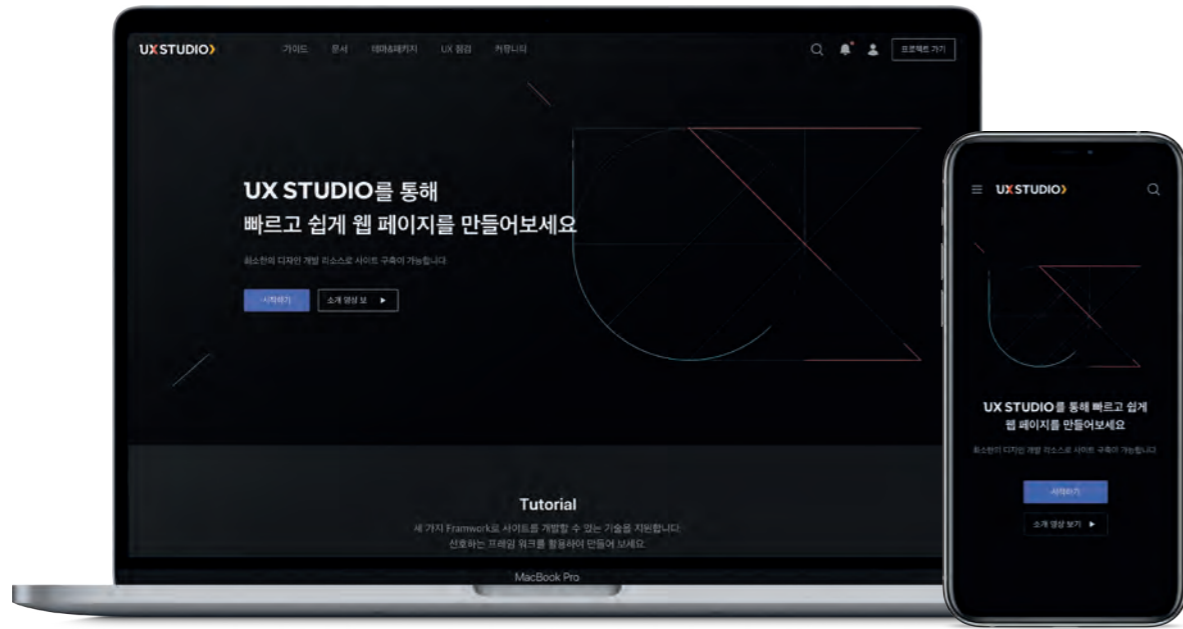 UXSTUDIO
가이드 문서 테마&패키지 UX 점검 커뮤니티
프로젝트 가기
UX STUDIO를 통해
빠르고 쉽게 웹 페이지를 만들어보세요
최소한의 디자인 개발 리소스로 사이트 구축이 가능합니다
시작하기
소개 영상 보
Tutorial
세 가지 Framwork로 사이트를 개발할 수 있는 기술을 지원합니다
선호하는 프레임 워크를 활용하여 만들어 보세요
MacBook Pro
UXSTUDIO
UX STUDIO를 통해 빠르고 쉽게
웹 페이지를 만들어보세요
최소한의 디자인 개발 리소스로 사이트 구축이 가능합니다
시작하기
소개 영상 보기